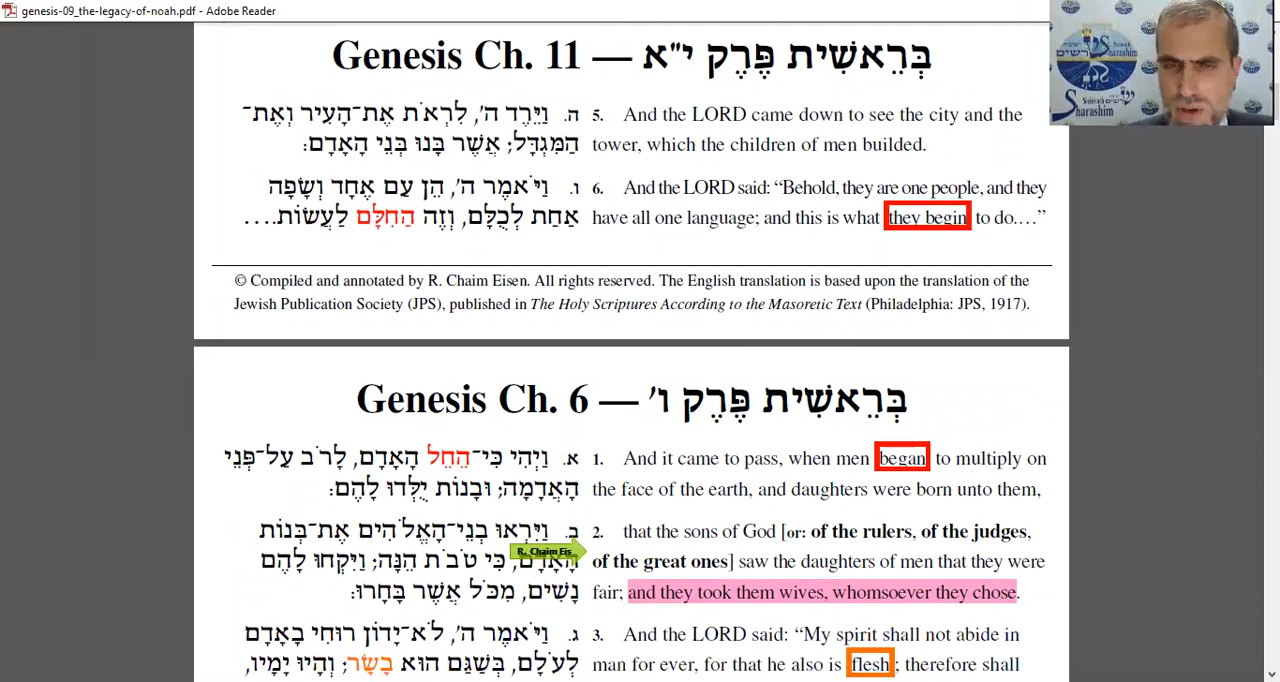 genesis-09_the-legacy-of-noah.pdf - Adobe Reader
Genesis Ch. 11 — בְּרֵאשִׁית פֶּרֶק י״א
ה. וַיֵּרֶד ה׳, לִרְאֹת אֶת־הָעִיר וְאֶת־
הַמִּגְדָּל; אֲשֶׁר בָּנוּ בְּנֵי הָאָדָם:
5. And the LORD came down to see the city and the
tower, which the children of men builded.
ו. וַיֹּאמֶר ה׳, הֵן עַם אֶחָד וְשָׂפָה
אַחַת לְכֻלָּם, וְזֶה הַחִלָּם לַעֲשׂוֹת....
6. And the LORD said: “Behold, they are one people, and they
have all one language; and this is what they begin to do....”
© Compiled and annotated by R. Chaim Eisen. All rights reserved. The English translation is based upon the translation of the
Jewish Publication Society (JPS), published in The Holy Scriptures According to the Masoretic Text (Philadelphia: JPS, 1917).
Genesis Ch. 6 — בְּרֵאשִׁית פֶּרֶק ו׳
א. וַיְהִי כִּי־הֵחֵל הָאָדָם, לָרֹב עַל־פְּנֵי
הָאֲדָמָה; וּבָנוֹת יֻלְּדוּ לָהֶם:
1. And it came to pass, when men began to multiply on
the face of the earth, and daughters were born unto them,
ב. וַיִּרְאוּ בְנֵי־הָאֱלֹהִים אֶת־בְּנוֹת
הָאָדָם, כִּי טֹבֹת הֵנָּה; וַיִּקְחוּ לָהֶם
נָשִׁים, מִכֹּל אֲשֶׁר בָּחָרוּ:
R. Chaim Eis
2. that the sons of God [or: of the rulers, of the judges,
of the great ones] saw the daughters of men that they were
fair; and they took them wives, whomsoever they chose.
ג. וַיֹּאמֶר ה׳, לֹא־יָדוֹן רוּחִי בָאָדָם
לְעֹלָם, בְּשַׁגַּם הוּא בָשָׂר; וְהָיוּ יָמָיו,
3. And the LORD said: “My spirit shall not abide in
man for ever, for that he also is flesh; therefore shall
שרשים
Sharashim